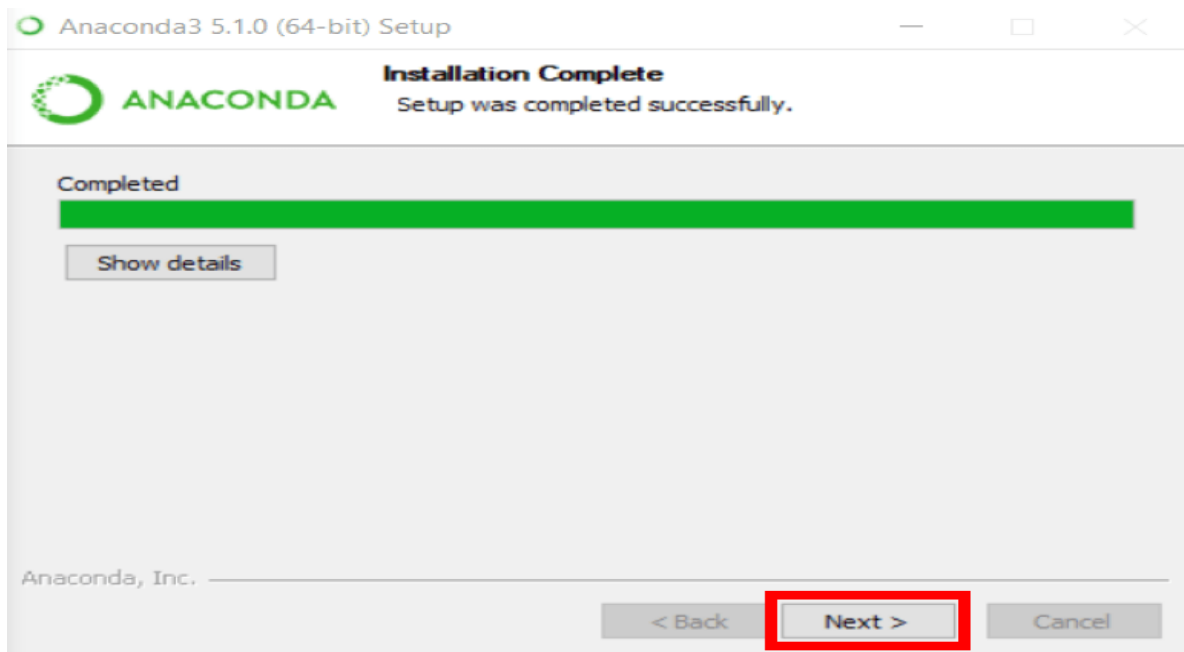 Anaconda3 5.1.0 (64-bit) Setup
ANACONDA
Installation Complete
Setup was completed successfully.
Completed
Show details
Anaconda, Inc.
< Back
Next >
Cancel